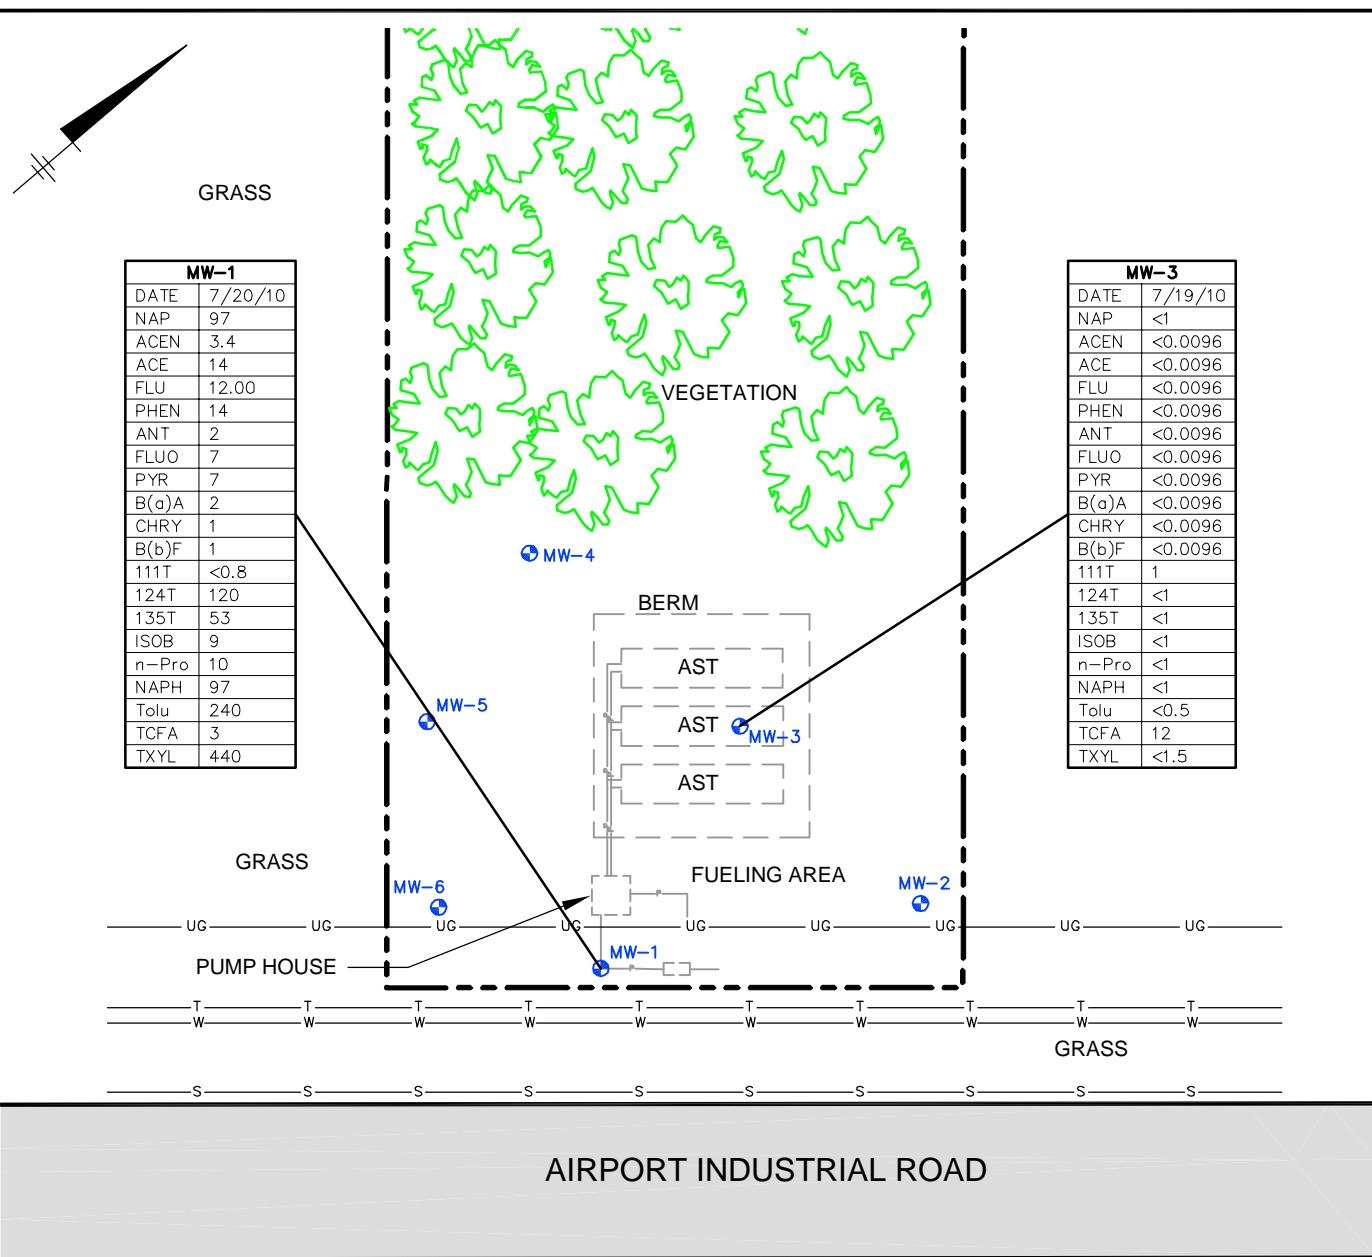 GRASS
MW-1
DATE 7/20/10
NAP 97
ACEN 3.4
ACE 14
FLU 12.00
PHEN 14
ANT 2
FLUO 7
PYR 7
B(a)A 2
CHRY 1
B(b)F 1
111T <0.8
124T 120
135T 53
ISOB 9
n-Pro 10
NAPH 97
Tolu 240
TCFA 3
TXYL 440
MW-3
DATE 7/19/10
NAP <1
ACEN <0.0096
ACE <0.0096
FLU <0.0096
PHEN <0.0096
ANT <0.0096
FLUO <0.0096
PYR <0.0096
B(a)A <0.0096
CHRY <0.0096
B(b)F <0.0096
111T 1
124T <1
135T <1
ISOB <1
n-Pro <1
NAPH <1
Tolu <0.5
TCFA 12
TXYL <1.5
VEGETATION
MW-4
BERM
AST
MW-5
AST
MW-3
AST
GRASS
FUELING AREA
MW-6
MW-2
UG UG UG UG UG UG UG UG UG
MW-1
PUMP HOUSE
T T T T T T T T T T
W W W W W W W W W W
GRASS
S S S S S S S S S S
AIRPORT INDUSTRIAL ROAD